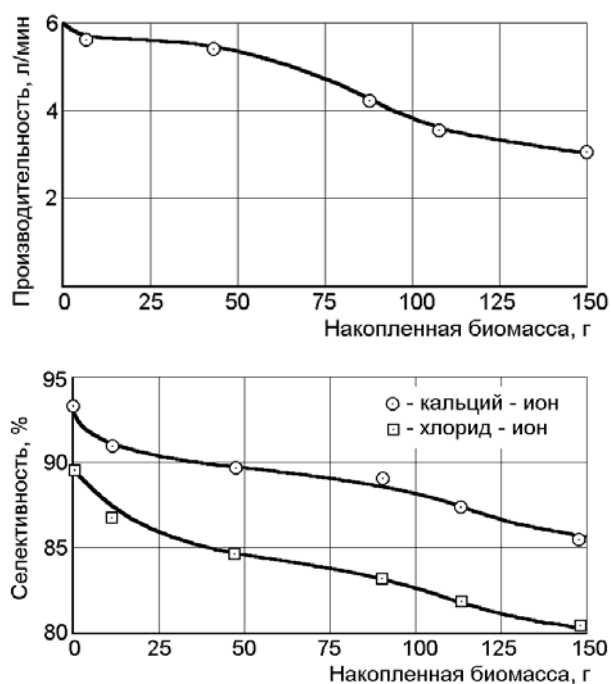 Производительность, л/мин
6
4
2
0 25 50 75 100 125 150
Накопленная биомасса, г
Селективность, %
95
90
85
80
- кальций - ион
- хлорид - ион
0 25 50 75 100 125 150
Накопленная биомасса, г